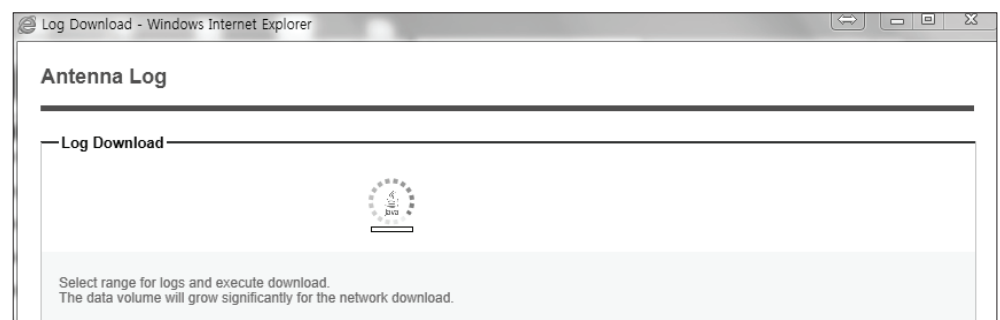 Log Download - Windows Internet Explorer
Antenna Log
Log Download
Java
Select range for logs and execute download.
The data volume will grow significantly for the network download.